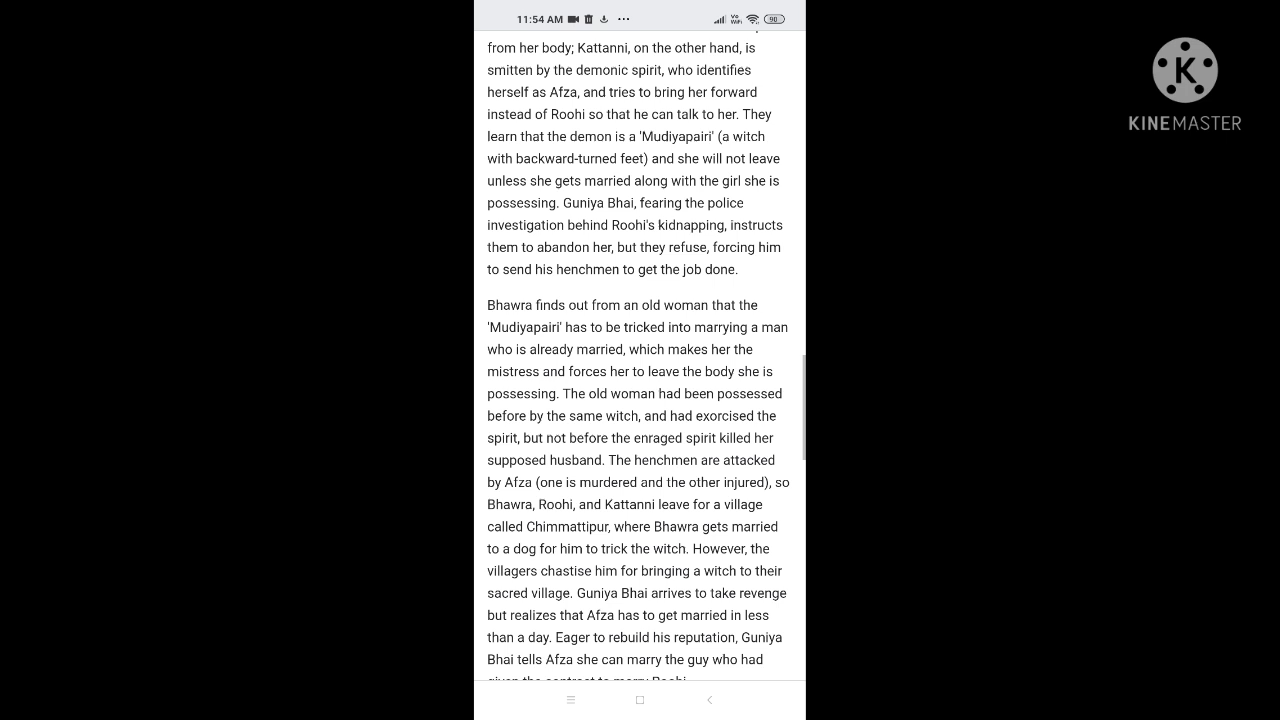 11:54 AM
Vo
WiFi
90
K
KINEMASTER
from her body; Kattanni, on the other hand, is
smitten by the demonic spirit, who identifies
herself as Afza, and tries to bring her forward
instead of Roohi so that he can talk to her. They
learn that the demon is a 'Mudiyapairi' (a witch
with backward-turned feet) and she will not leave
unless she gets married along with the girl she is
possessing. Guniya Bhai, fearing the police
investigation behind Roohi's kidnapping, instructs
them to abandon her, but they refuse, forcing him
to send his henchmen to get the job done.
Bhawra finds out from an old woman that the
'Mudiyapairi' has to be tricked into marrying a man
who is already married, which makes her the
mistress and forces her to leave the body she is
possessing. The old woman had been possessed
before by the same witch, and had exorcised the
spirit, but not before the enraged spirit killed her
supposed husband. The henchmen are attacked
by Afza (one is murdered and the other injured), so
Bhawra, Roohi, and Kattanni leave for a village
called Chimmattipur, where Bhawra gets married
to a dog for him to trick the witch. However, the
villagers chastise him for bringing a witch to their
sacred village. Guniya Bhai arrives to take revenge
but realizes that Afza has to get married in less
than a day. Eager to rebuild his reputation, Guniya
Bhai tells Afza she can marry the guy who had
given the contract to marry Roohi